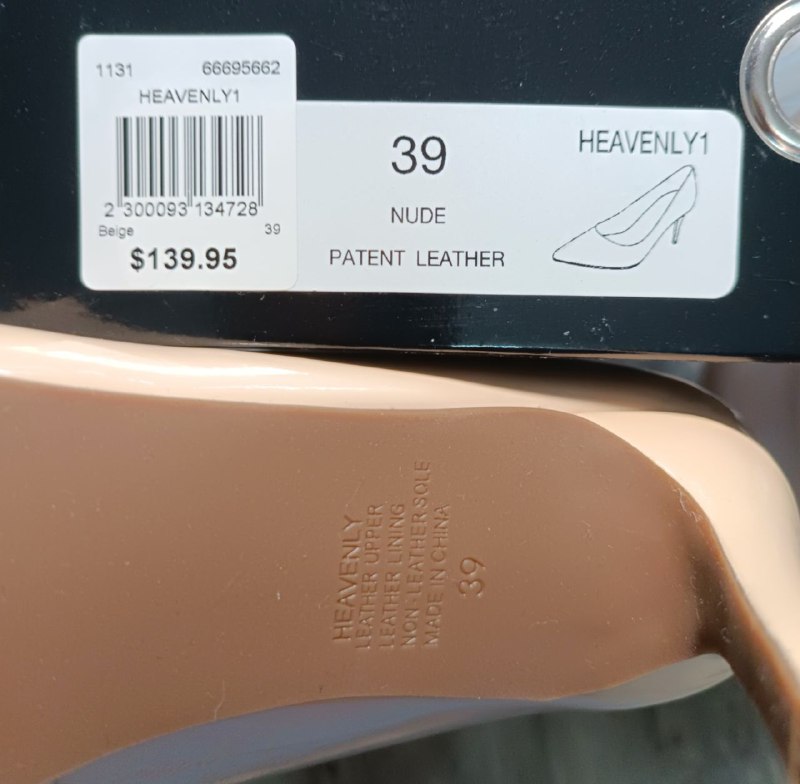 1131 66695662
HEAVENLY1
2 300093 134728
Beige 39
$139.95
39
NUDE
PATENT LEATHER
HEAVENLY1
HEAVENLY
LEATHER UPPER
LEATHER LINING
NON-LEATHER SOLE
MADE IN CHINA
39